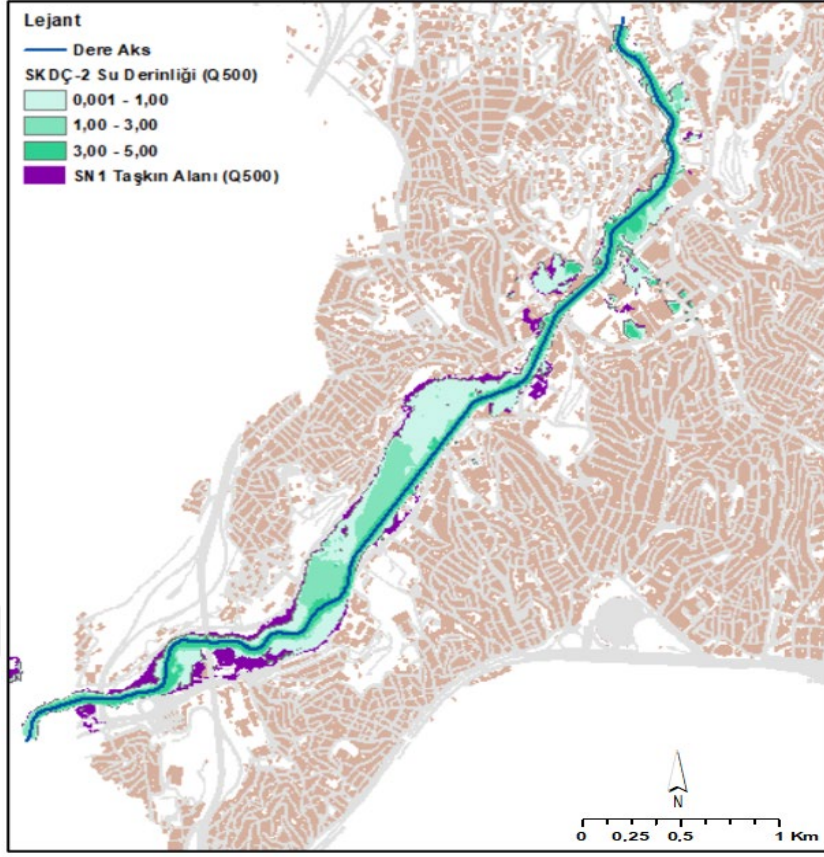 Lejant
Dere Aks
SKDÇ-2 Su Derinliği (Q500)
0,001 - 1,00
1,00 - 3,00
3,00 - 5,00
SN1 Taşkın Alanı (Q500)
N
0 0,25 0,5 1 Km